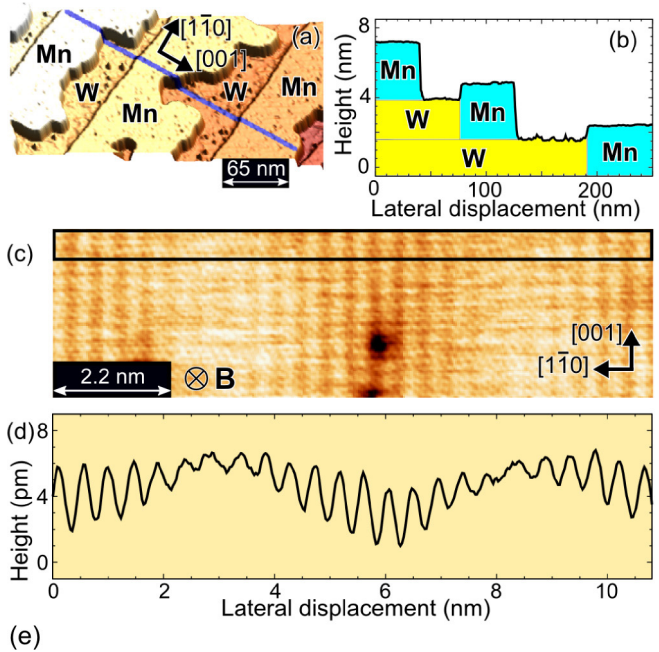 (a)
[11̅0]
[001]
Mn
W
Mn
W
Mn
65 nm
(b)
Height (nm)
8
4
0
Mn
W
Mn
W
Mn
0
100
200
Lateral displacement (nm)
(c)
2.2 nm
B
[001]
[11̅0]
(d)
Height (pm)
8
4
0
0
2
4
6
8
10
Lateral displacement (nm)
(e)